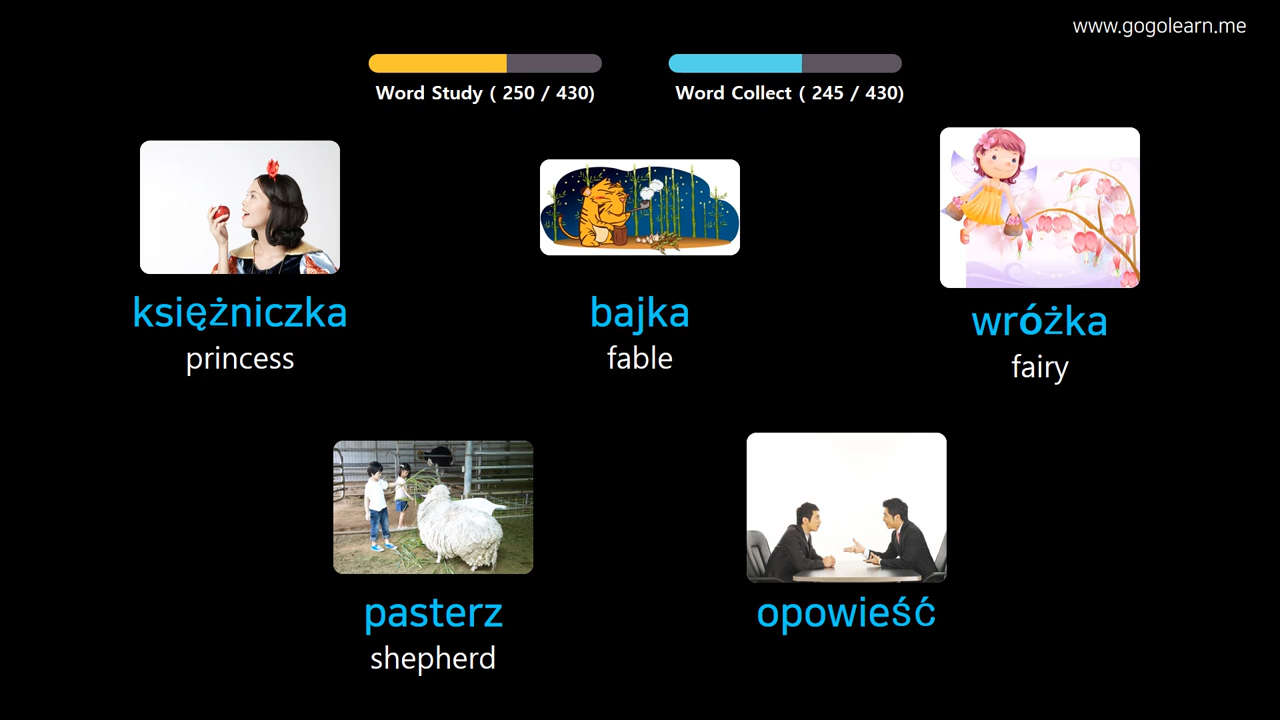 www.gogolearn.me
Word Study ( 250 / 430)
Word Collect ( 245 / 430)
księżniczka
princess
bajka
fable
wróżka
fairy
pasterz
shepherd
opowieść